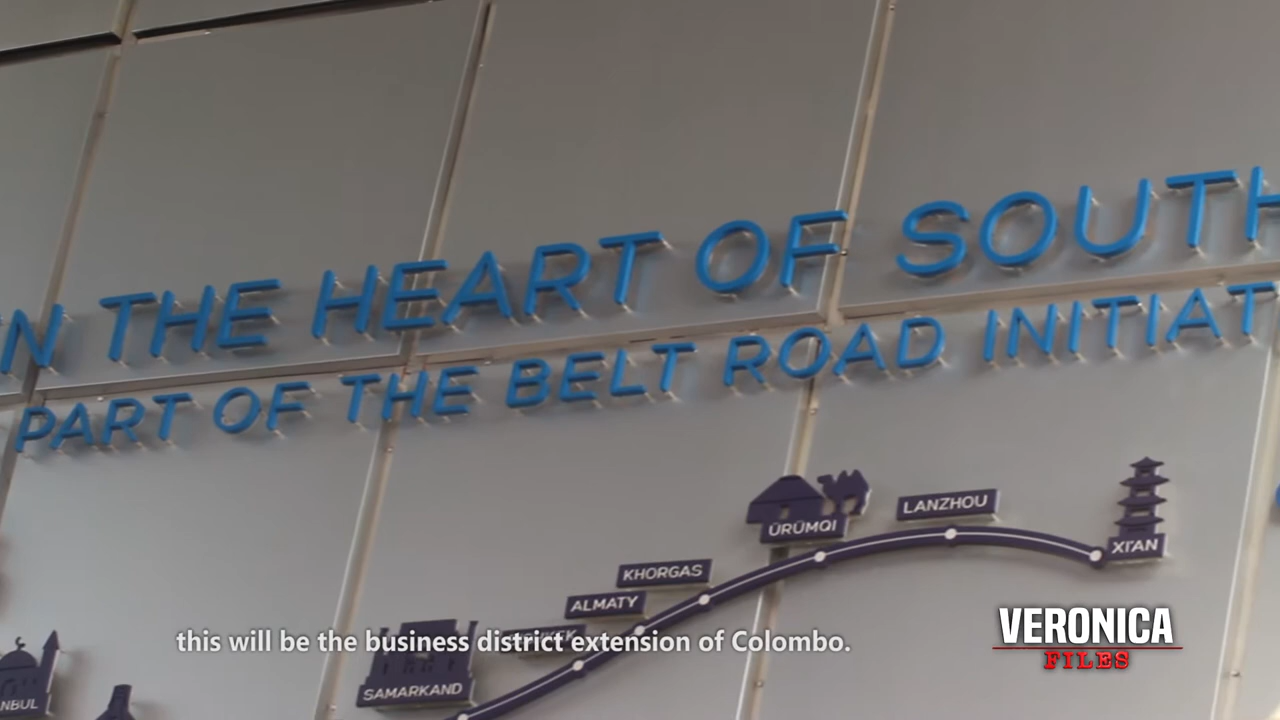 N THE HEART OF SOUTH
PART OF THE BELT ROAD INITIAT
ÜRÜMQI
LANZHOU
XI'AN
KHORGAS
ALMATY
SAMARKAND
NBUL
this will be the business district extension of Colombo.
VERONICA
FILES